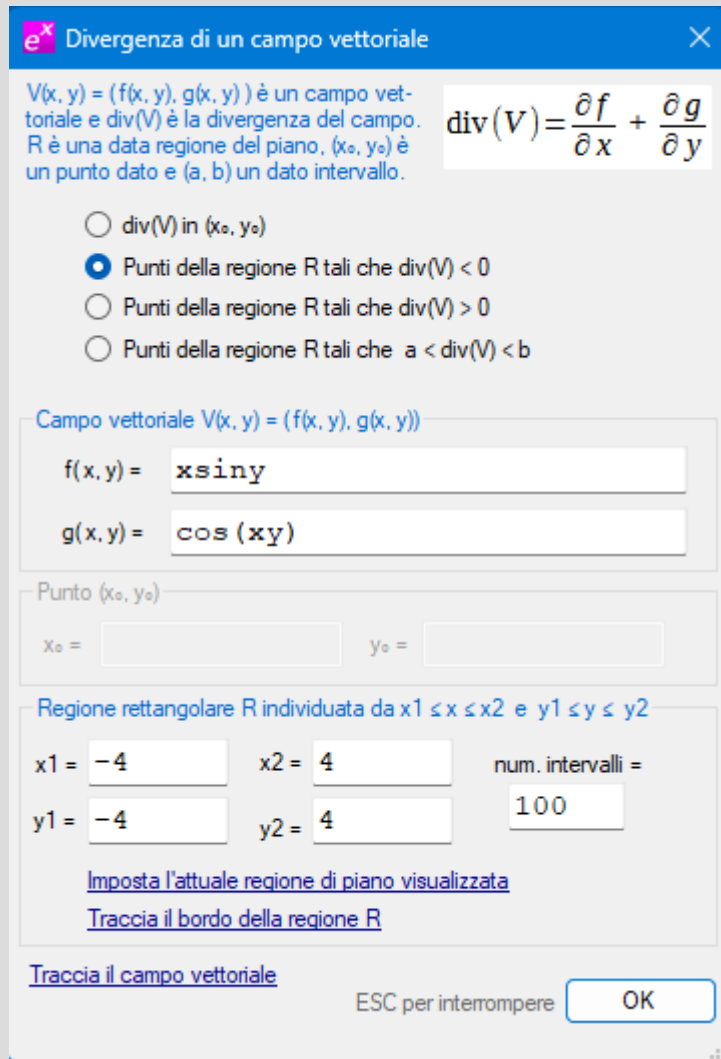 eˣ Divergenza di un campo vettoriale
V(x, y) = ( f(x, y), g(x, y) ) è un campo vet-
toriale e div(V) è la divergenza del campo.
R è una data regione del piano, (x₀, y₀) è
un punto dato e (a, b) un dato intervallo.
div(V)=∂f/∂x + ∂g/∂y
div(V) in (x₀, y₀)
Punti della regione R tali che div(V) < 0
Punti della regione R tali che div(V) > 0
Punti della regione R tali che a < div(V) < b
Campo vettoriale V(x, y) = ( f(x, y), g(x, y))
f(x, y) = xsiny
g(x, y) = cos(xy)
Punto (x₀, y₀)
x₀ = y₀ =
Regione rettangolare R individuata da x1 ≤ x ≤ x2 e y1 ≤ y ≤ y2
x1 = -4 x2 = 4 num. intervalli =
y1 = -4 y2 = 4 100
Imposta l'attuale regione di piano visualizzata
Traccia il bordo della regione R
Traccia il campo vettoriale
ESC per interrompere OK